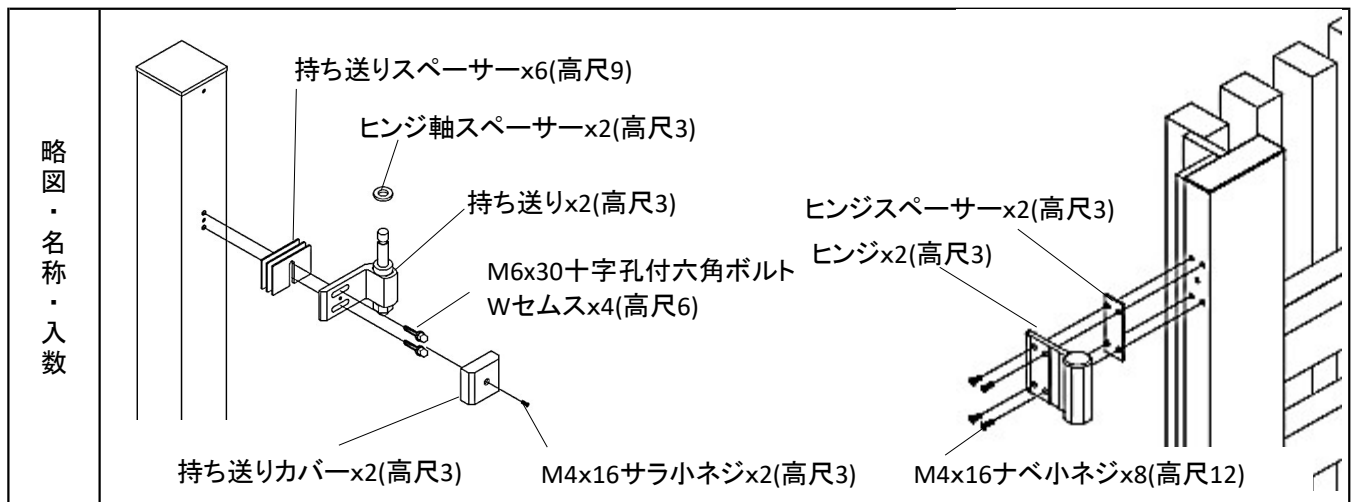 略図・名称・入数
持ち送りスペーサーx6(高尺9)
ヒンジ軸スペーサーx2(高尺3)
持ち送りx2(高尺3)
M6x30十字孔付六角ボルト
Wセムスx4(高尺6)
持ち送りカバーx2(高尺3)
M4x16サラ小ネジx2(高尺3)
ヒンジスペーサーx2(高尺3)
ヒンジx2(高尺3)
M4x16ナベ小ネジx8(高尺12)